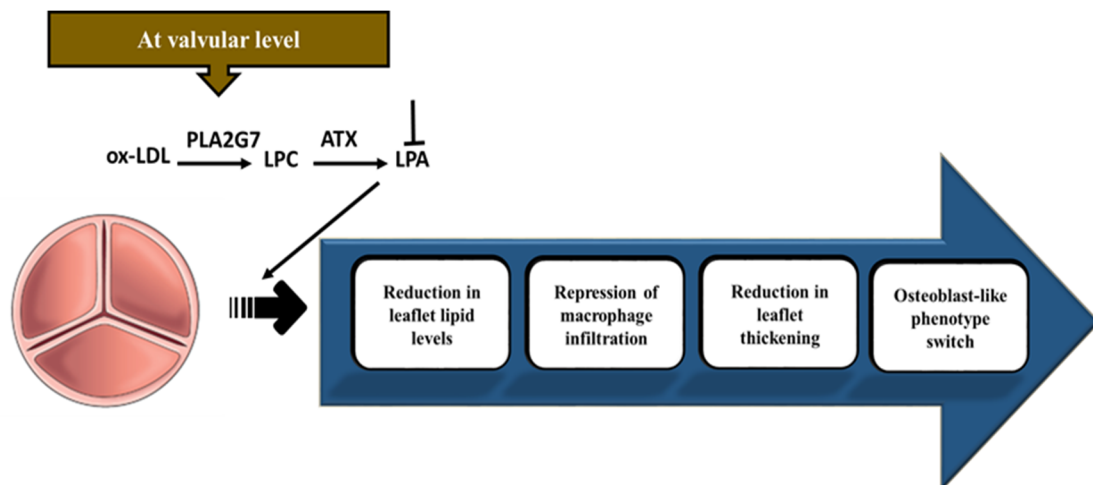 At valvular level
PLA2G7
ATX
ox-LDL
LPC
LPA
Reduction in
leaflet lipid
levels
Repression of
macrophage
infiltration
Reduction in
leaflet
thickening
Osteoblast-like
phenotype
switch